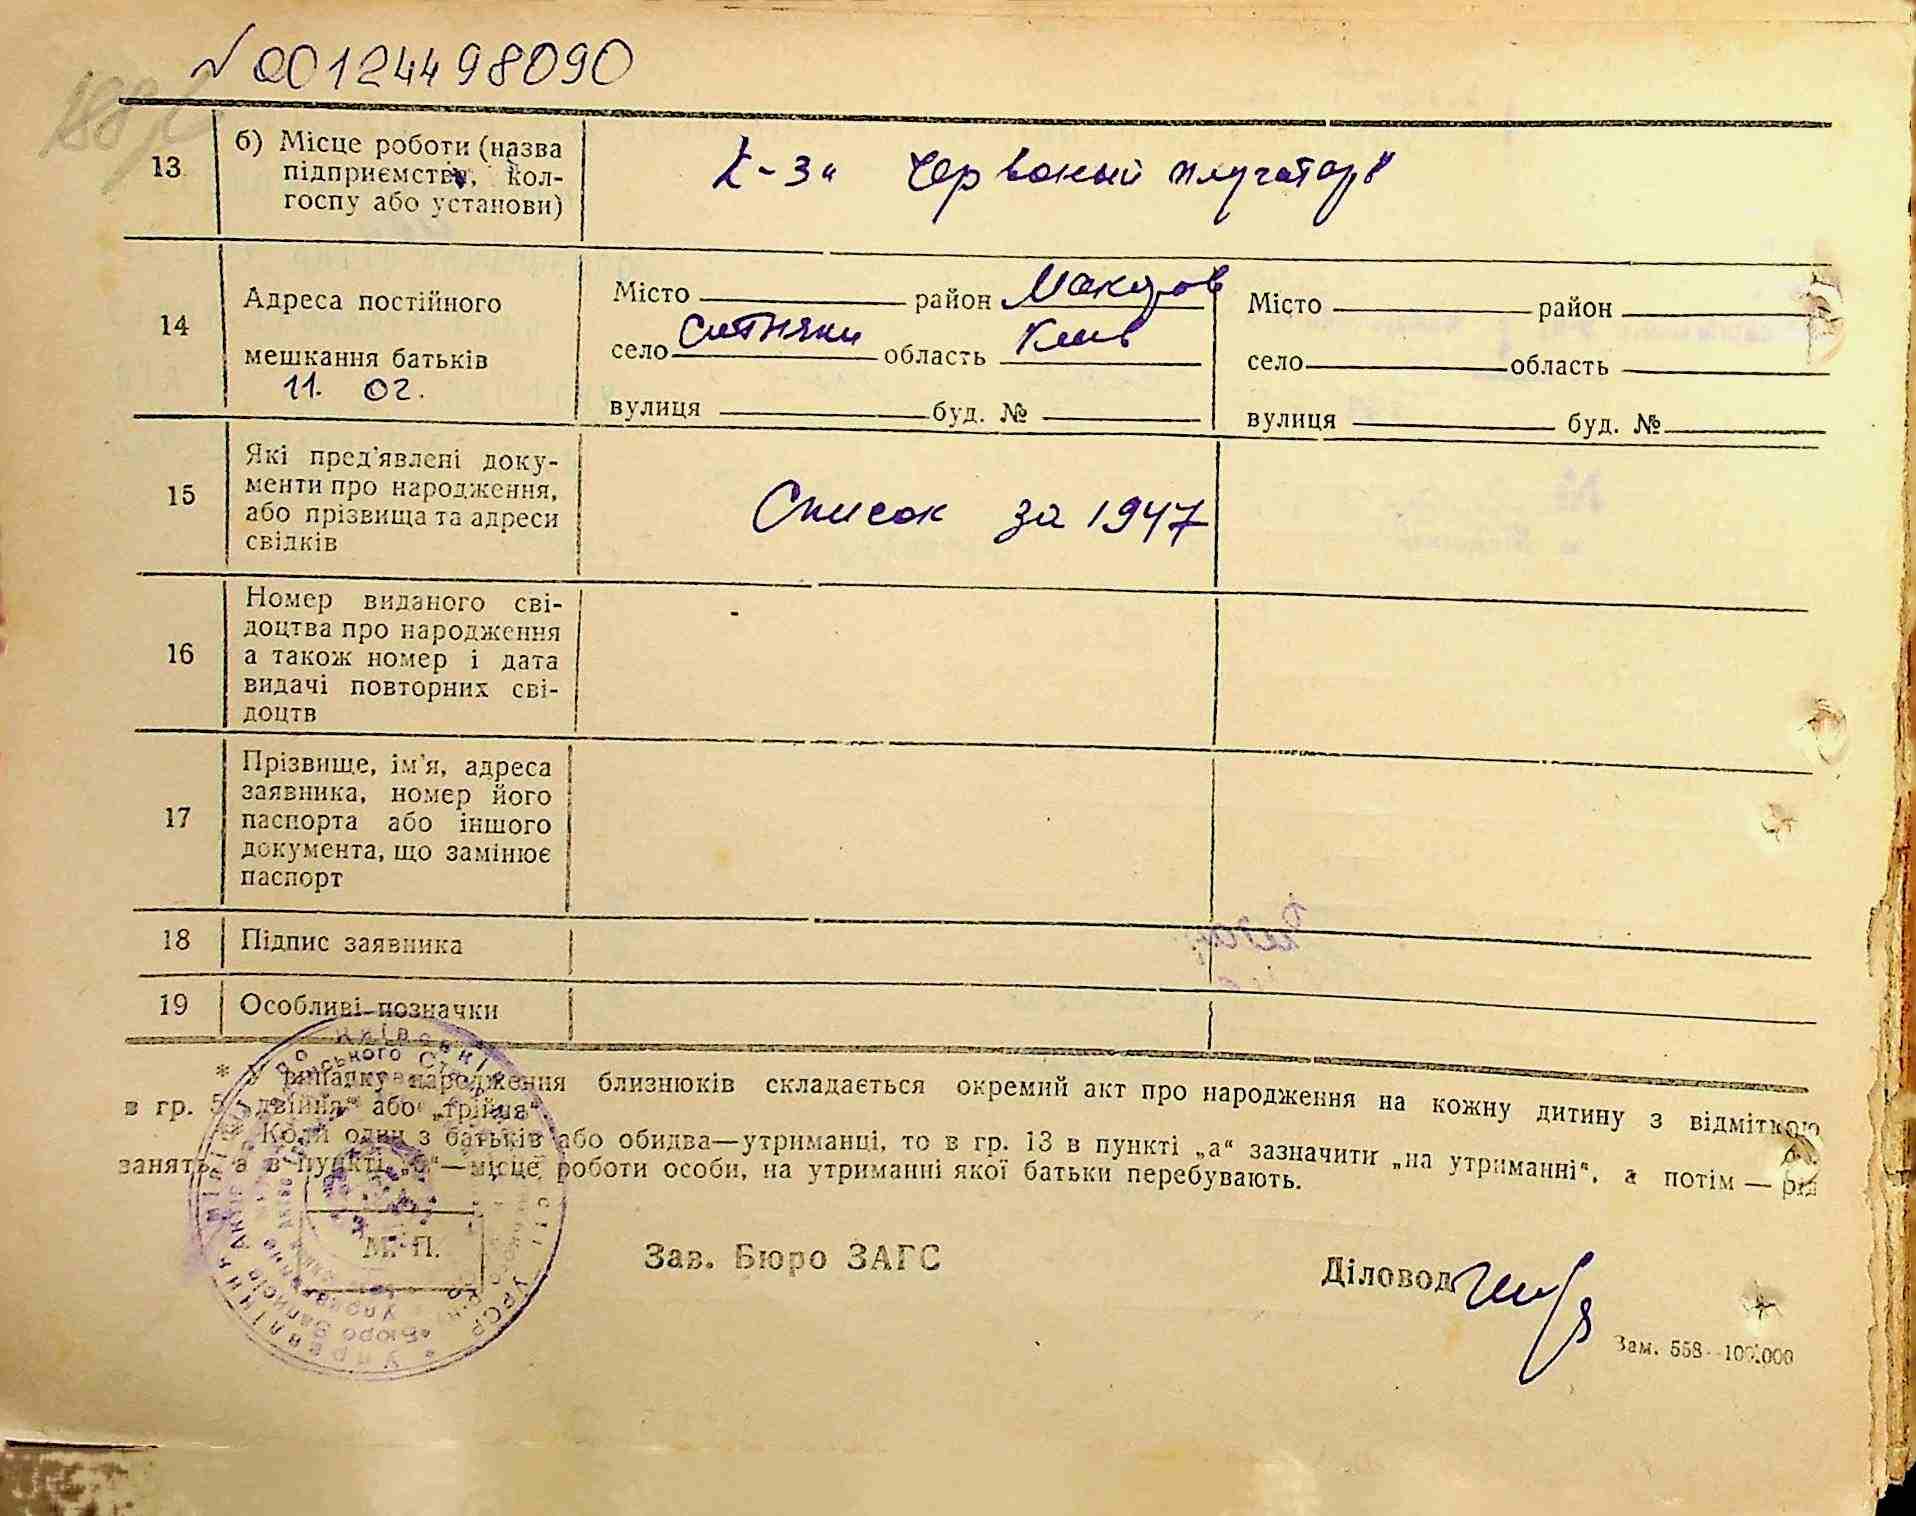 № 00124498090
13
б) Місце роботи (назва
підприємства, кол-
госпу або установи)
к-з „Червоный плугатарь"
14
Адреса постійного
мешкання батьків
11. 02.
Місто район Макаров
село Ситняки область Київ
вулиця буд. №
Місто район
село область
вулиця буд. №
15
Які пред'явлені доку-
менти про народження,
або прізвища та адреси
свідків
Список за 1947
16
Номер виданого сві-
доцтва про народження
а також номер і дата
видачі повторних сві-
доцтв
17
Прізвище, ім'я, адреса
заявника, номер його
паспорта або іншого
документа, що замінює
паспорт
18 Підпис заявника
19 Особливі позначки
* У випадку народження близнюків складається окремий акт про народження на кожну дитину з відміткою
в гр. 5 „двійня" або „трійня".
Коли один з батьків або обидва—утриманці, то в гр. 13 в пункті „а" зазначити „на утриманні", а потім — рід
занять, а в пункті „б"—місце роботи особи, на утриманні якої батьки перебувають.
М. П.
Зав. Бюро ЗАГС
Діловод
Зам. 558—100.000